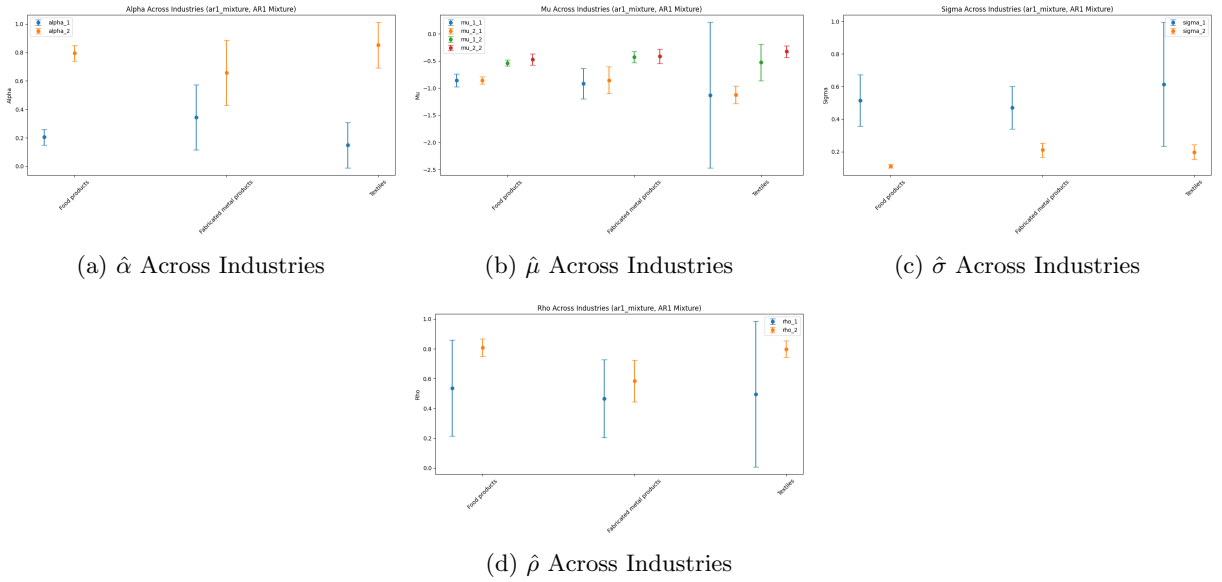 Alpha Across Industries (ar1_mixture, AR1 Mixture)
alpha_1
alpha_2
1.0
0.8
0.6
0.4
0.2
0.0
Alpha
Food products
Fabricated metal products
Textiles
(a) α̂ Across Industries
Mu Across Industries (ar1_mixture, AR1 Mixture)
mu_1_1
mu_2_1
mu_1_2
mu_2_2
0.0
−0.5
−1.0
−1.5
−2.0
−2.5
Mu
Food products
Fabricated metal products
Textiles
(b) μ̂ Across Industries
Sigma Across Industries (ar1_mixture, AR1 Mixture)
sigma_1
sigma_2
1.0
0.8
0.6
0.4
0.2
Sigma
Food products
Fabricated metal products
Textiles
(c) σ̂ Across Industries
Rho Across Industries (ar1_mixture, AR1 Mixture)
rho_1
rho_2
1.0
0.8
0.6
0.4
0.2
0.0
Rho
Food products
Fabricated metal products
Textiles
(d) ρ̂ Across Industries